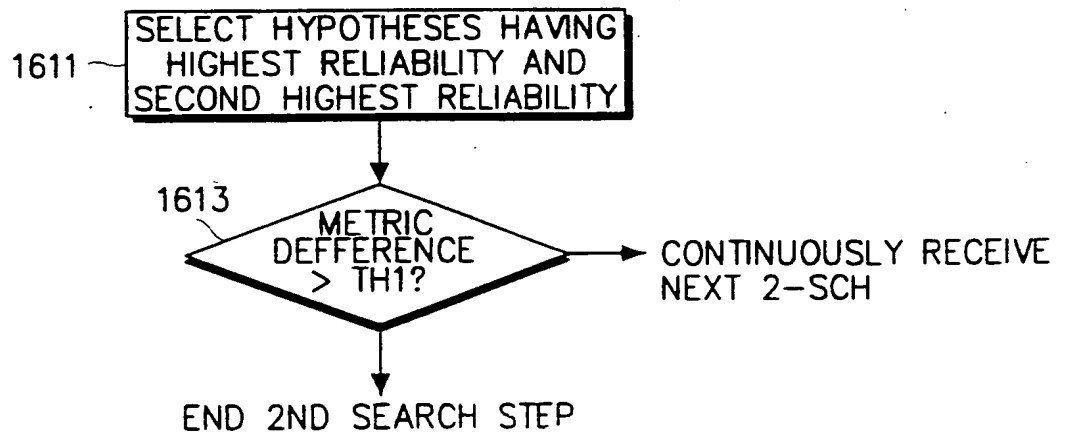 SELECT HYPOTHESES HAVING
1611
HIGHEST RELIABILITY AND
SECOND HIGHEST RELIABILITY
1613
METRIC
DEFFERENCE
> TH1?
CONTINUOUSLY RECEIVE
NEXT 2-SCH
END 2ND SEARCH STEP